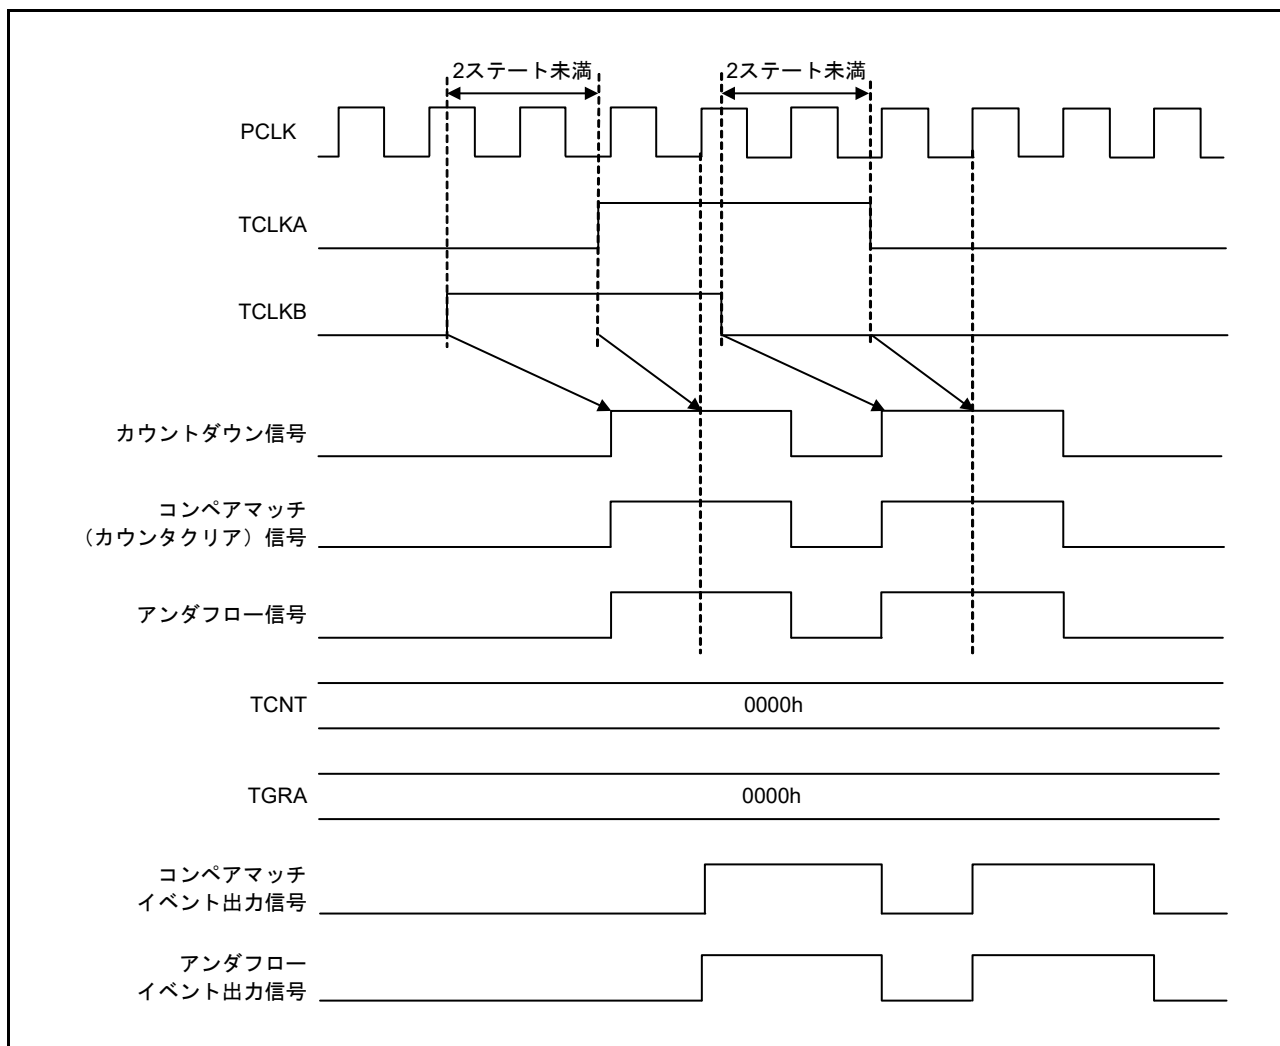 2ステート未満
2ステート未満
PCLK
TCLKA
TCLKB
カウントダウン信号
コンペアマッチ
(カウンタクリア)信号
アンダフロー信号
TCNT
0000h
TGRA
0000h
コンペアマッチ
イベント出力信号
アンダフロー
イベント出力信号